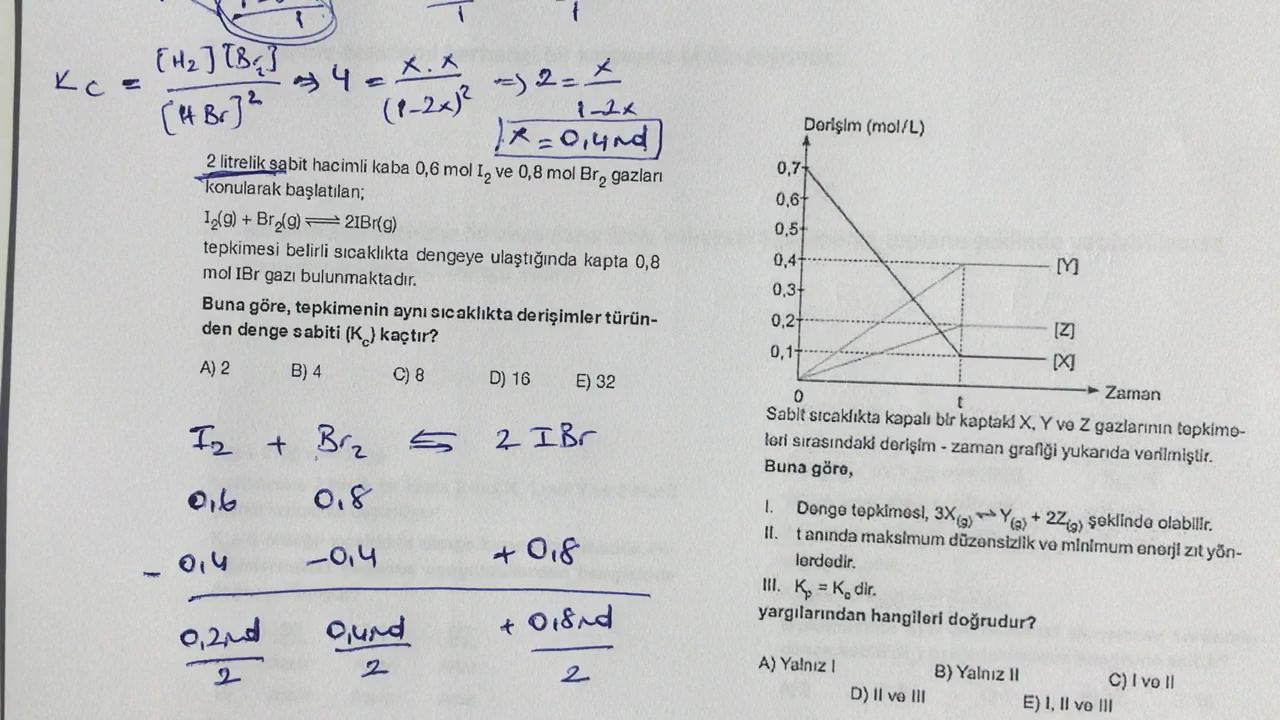 1
1
1
Kc = [H₂][Br₂] / [HBr]² ⇒ 4 = x.x / (1-2x)² ⇒ 2 = x / 1-2x
x = 0,4 M
2 litrelik sabit hacimli kaba 0,6 mol I₂ ve 0,8 mol Br₂ gazları
konularak başlatılan;
I₂(g) + Br₂(g) ⇌ 2IBr(g)
tepkimesi belirli sıcaklıkta dengeye ulaştığında kapta 0,8
mol IBr gazı bulunmaktadır.
Buna göre, tepkimenin aynı sıcaklıkta derişimler türün-
den denge sabiti (K꜀) kaçtır?
A) 2 B) 4 C) 8 D) 16 E) 32
I₂ + Br₂ ⇌ 2 IBr
0,6 0,8
- 0,4 -0,4 + 0,8
0,2 / 2 0,4 / 2 + 0,8 / 2
Derişim (mol/L)
0,7
0,6
0,5
0,4 [Y]
0,3
0,2 [Z]
0,1 [X]
0 t Zaman
Sabit sıcaklıkta kapalı bir kaptaki X, Y ve Z gazlarının tepkime-
leri sırasındaki derişim - zaman grafiği yukarıda verilmiştir.
Buna göre,
I. Denge tepkimesi, 3X(g) ⇌ Y(g) + 2Z(g) şeklinde olabilir.
II. t anında maksimum düzensizlik ve minimum enerji zıt yön-
lerdedir.
III. Kₚ = K꜀ dir.
yargılarından hangileri doğrudur?
A) Yalnız I B) Yalnız II C) I ve II
D) II ve III E) I, II ve III